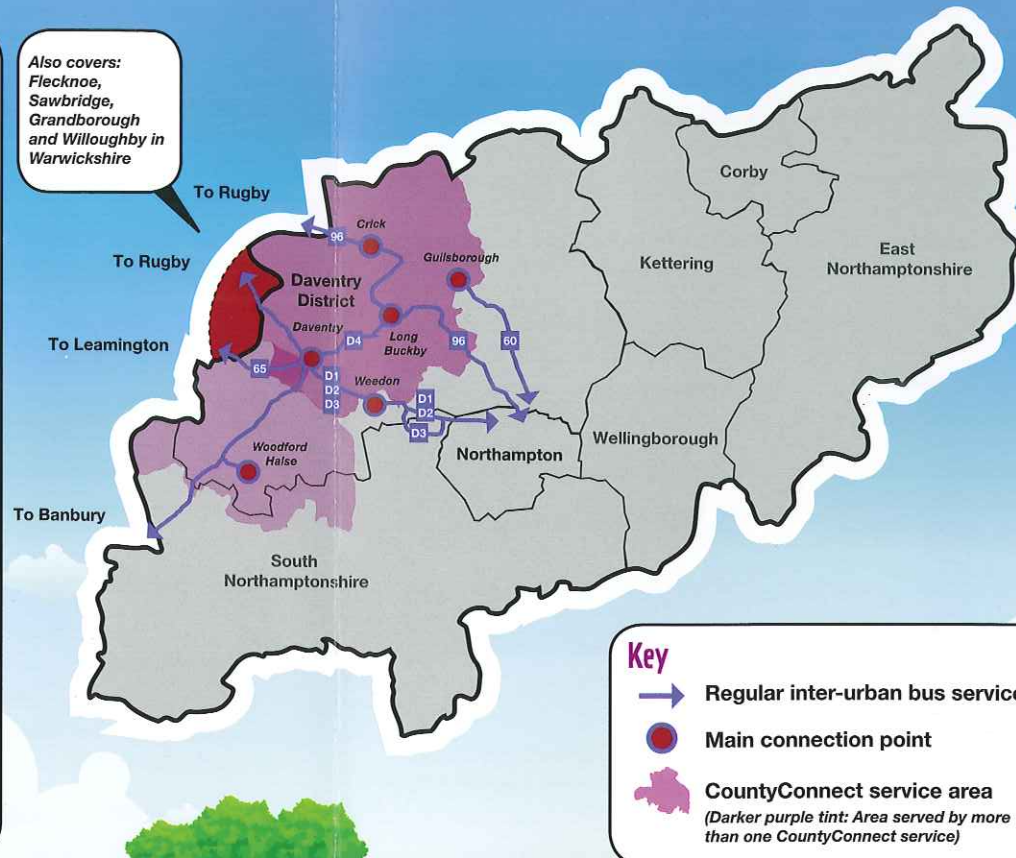 Also covers:
Flecknoe,
Sawbridge,
Grandborough
and Willoughby in
Warwickshire
To Rugby
96
Crick
To Rugby
Guilsborough
Daventry
District
Daventry
D4
Long
Buckby
96
60
To Leamington
65
D1
D2
D3
Weedon
D1
D2
D3
Northampton
Woodford
Halse
To Banbury
South
Northamptonshire
Corby
Kettering
East
Northamptonshire
Wellingborough
Key
Regular inter-urban bus service
Main connection point
CountyConnect service area
(Darker purple tint: Area served by more
than one CountyConnect service)